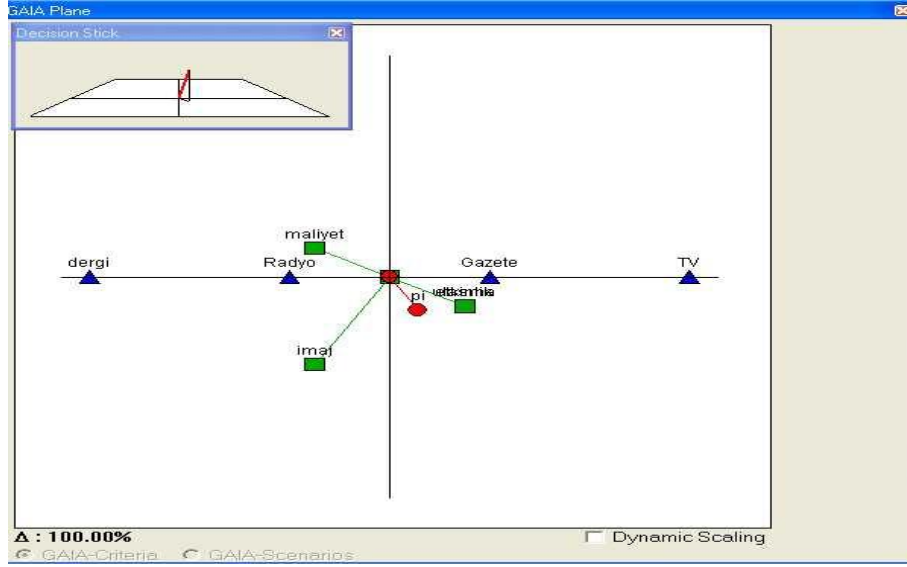 GAIA Plane
Decision Stick
maliyet
dergi Radyo Gazete TV
pi
imaj
Δ : 100.00% Dynamic Scaling
GAIA-Criteria GAIA-Scenarios